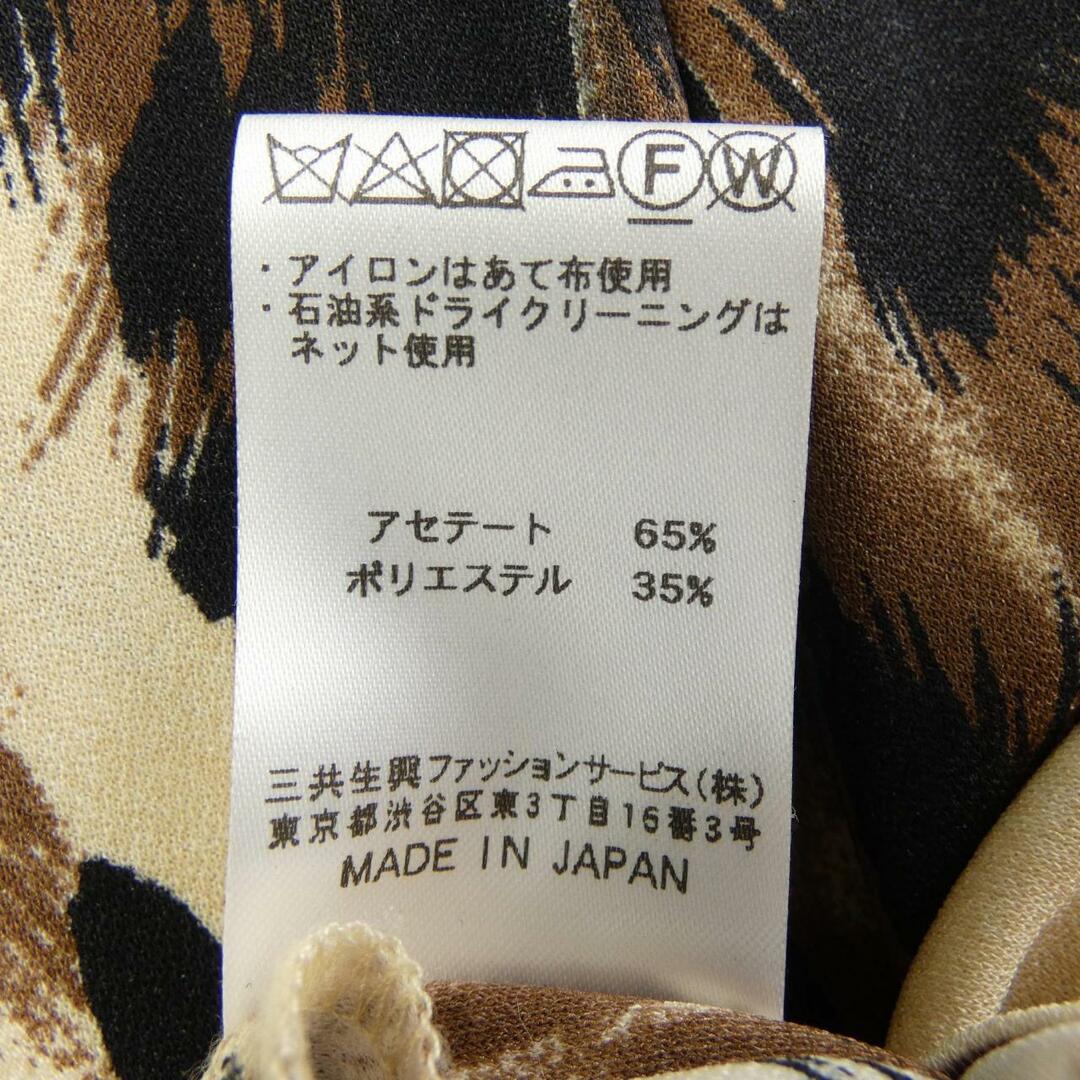 F W
・アイロンはあて布使用
・石油系ドライクリーニングは
ネット使用
アセテート 65%
ポリエステル 35%
三共生興ファッションサービス(株)
東京都渋谷区東3丁目16番3号
MADE IN JAPAN